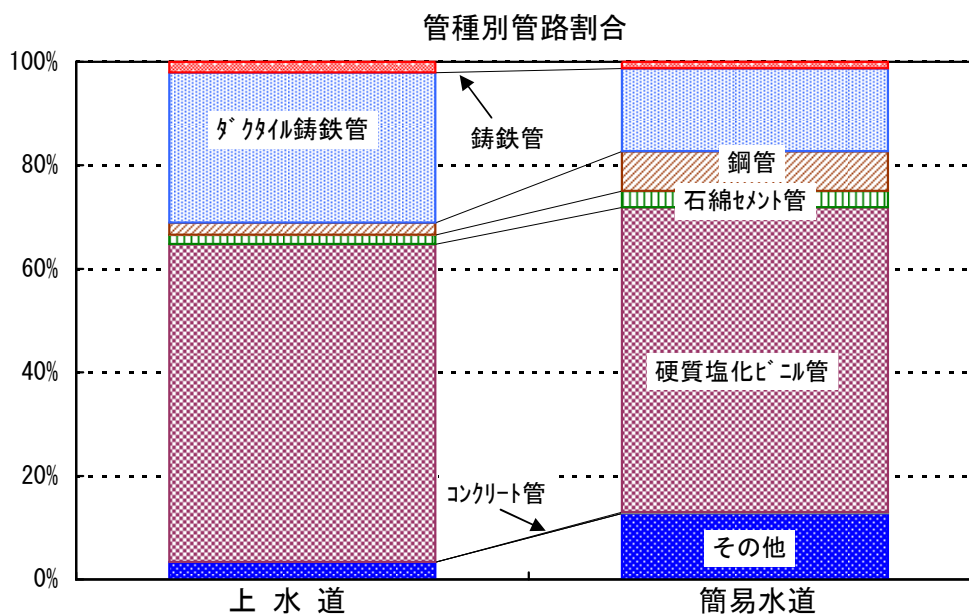 管種別管路割合
100%
80%
60%
40%
20%
0%
ﾀﾞｸﾀｲﾙ鋳鉄管
鋳鉄管
鋼管
石綿ｾﾒﾝﾄ管
硬質塩化ﾋﾞﾆﾙ管
ｺﾝｸﾘｰﾄ管
その他
上 水 道
簡易水道